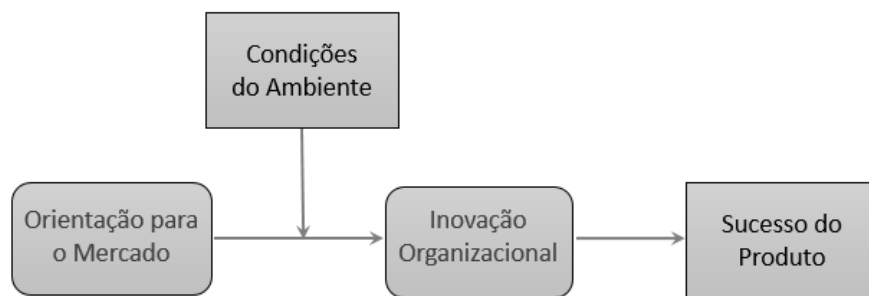 Condições
do Ambiente
Orientação para
o Mercado
Inovação
Organizacional
Sucesso do
Produto